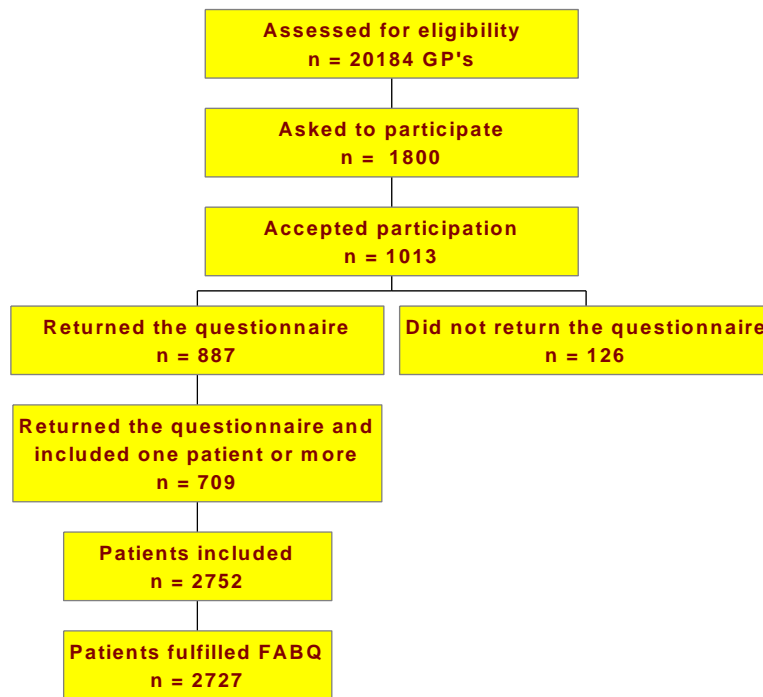 Assessed for eligibility
n = 20184 GP's
Asked to participate
n = 1800
Accepted participation
n = 1013
Returned the questionnaire
n = 887
Did not return the questionnaire
n = 126
Returned the questionnaire and
included one patient or more
n = 709
Patients included
n = 2752
Patients fulfilled FABQ
n = 2727